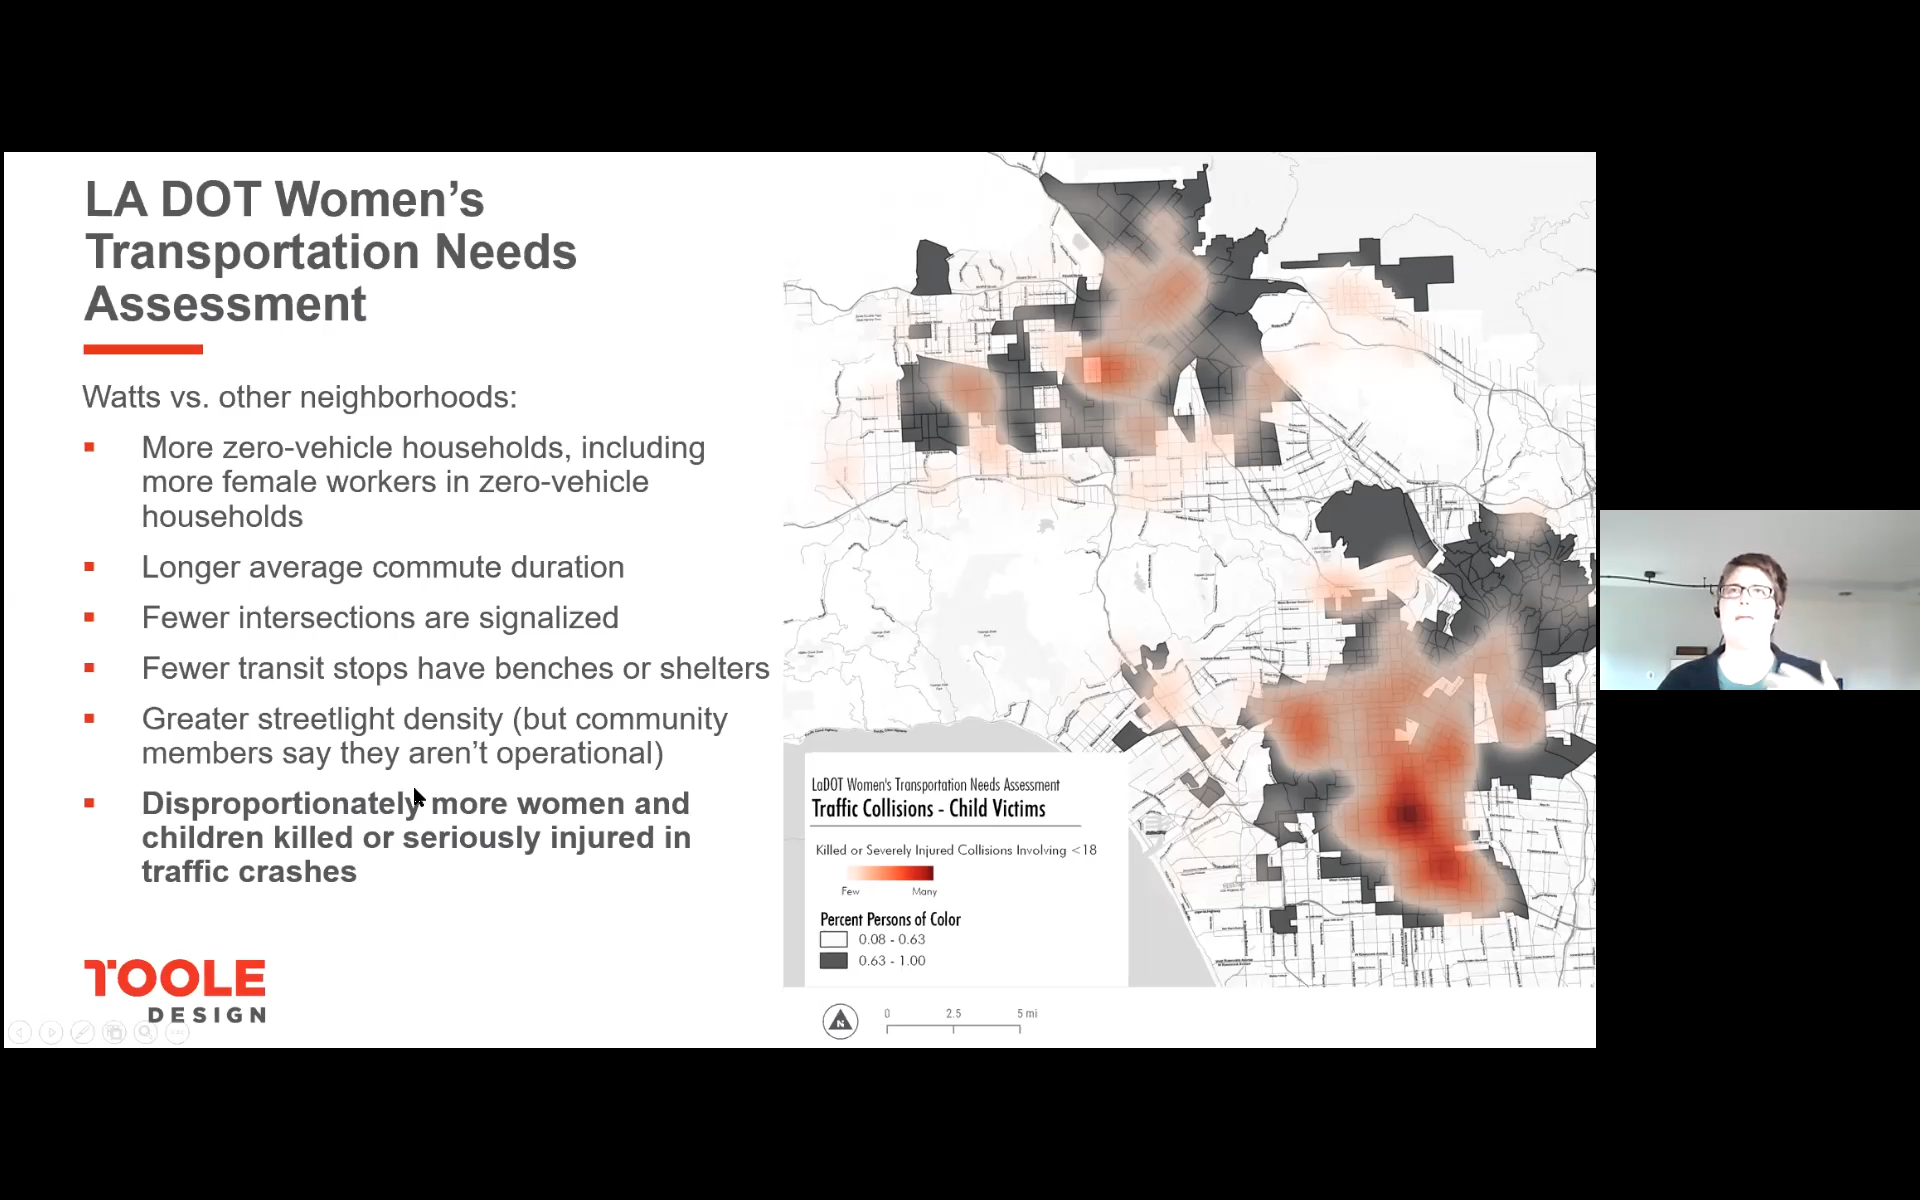 LA DOT Women’s
Transportation Needs
Assessment
Watts vs. other neighborhoods:
More zero-vehicle households, including
more female workers in zero-vehicle
households
Longer average commute duration
Fewer intersections are signalized
Fewer transit stops have benches or shelters
Greater streetlight density (but community
members say they aren’t operational)
Disproportionately more women and
children killed or seriously injured in
traffic crashes
TOOLE
DESIGN
LaDOT Women's Transportation Needs Assessment
Traffic Collisions - Child Victims
Killed or Severely Injured Collisions Involving <18
Few Many
Percent Persons of Color
0.08 - 0.63
0.63 - 1.00
N
0 2.5 5 mi